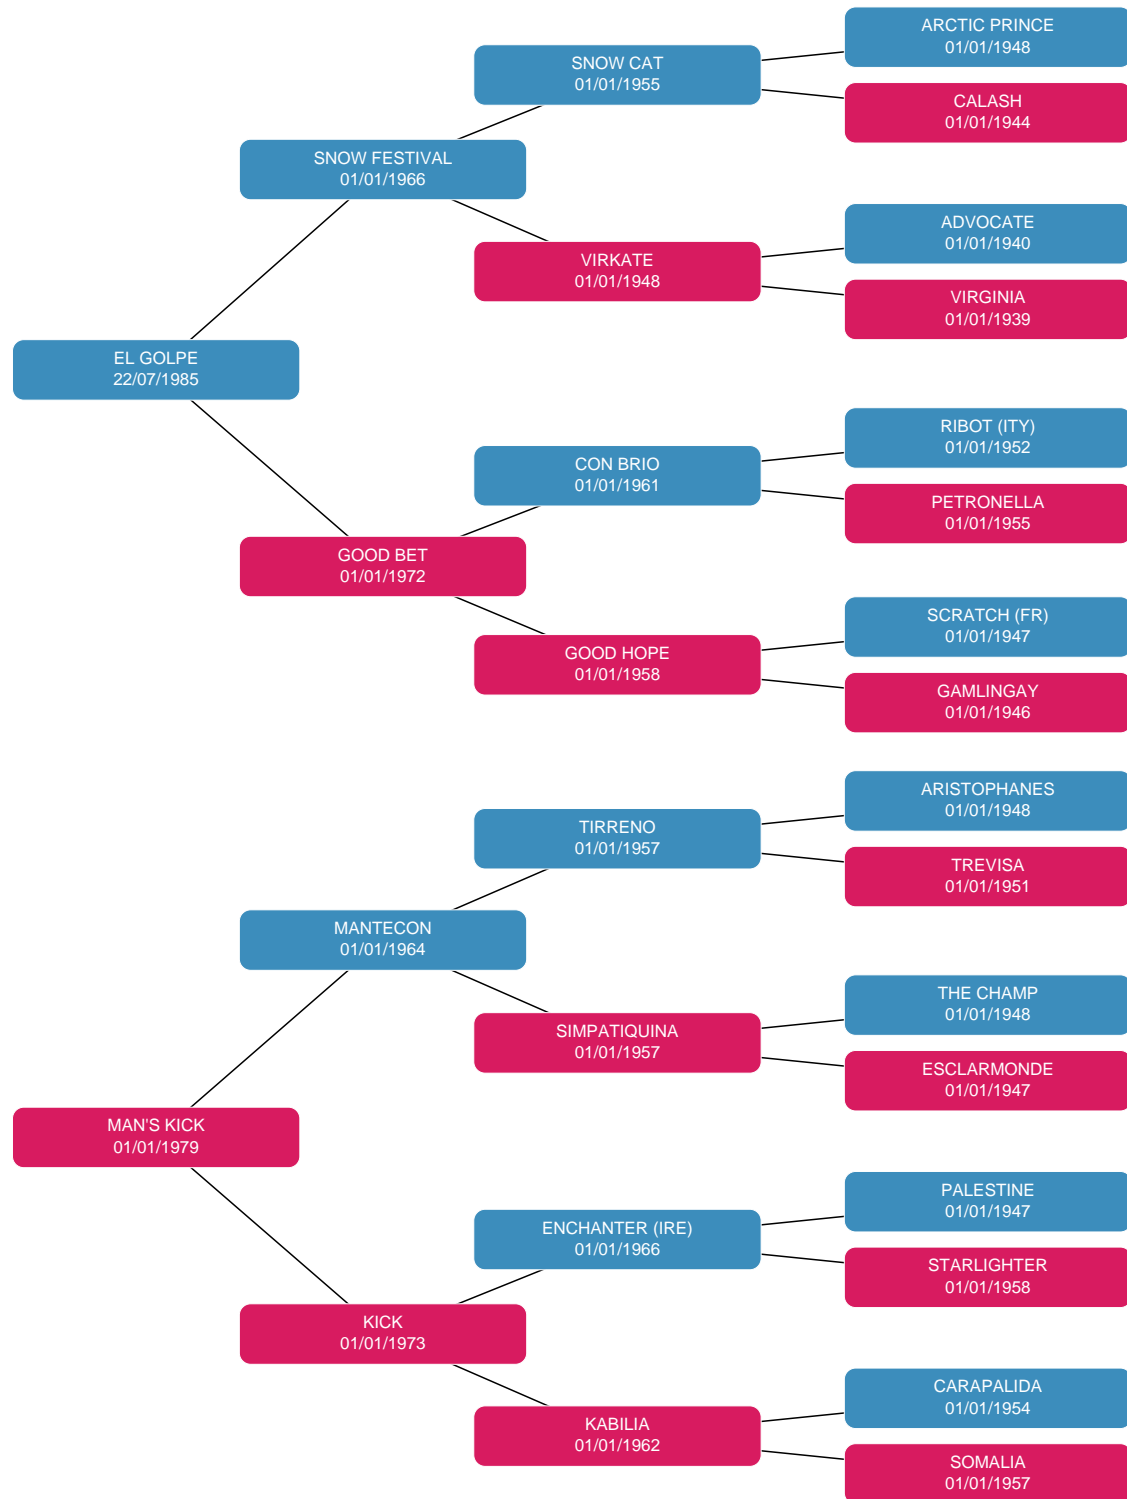 ARCTIC PRINCE
01/01/1948
SNOW CAT
01/01/1955
CALASH
01/01/1944
SNOW FESTIVAL
01/01/1966
ADVOCATE
01/01/1940
VIRKATE
01/01/1948
VIRGINIA
01/01/1939
EL GOLPE
22/07/1985
RIBOT (ITY)
01/01/1952
CON BRIO
01/01/1961
PETRONELLA
01/01/1955
GOOD BET
01/01/1972
SCRATCH (FR)
01/01/1947
GOOD HOPE
01/01/1958
GAMLINGAY
01/01/1946
ARISTOPHANES
01/01/1948
TIRRENO
01/01/1957
TREVISA
01/01/1951
MANTECON
01/01/1964
THE CHAMP
01/01/1948
SIMPATIQUINA
01/01/1957
ESCLARMONDE
01/01/1947
MAN'S KICK
01/01/1979
PALESTINE
01/01/1947
ENCHANTER (IRE)
01/01/1966
STARLIGHTER
01/01/1958
KICK
01/01/1973
CARAPALIDA
01/01/1954
KABILIA
01/01/1962
SOMALIA
01/01/1957